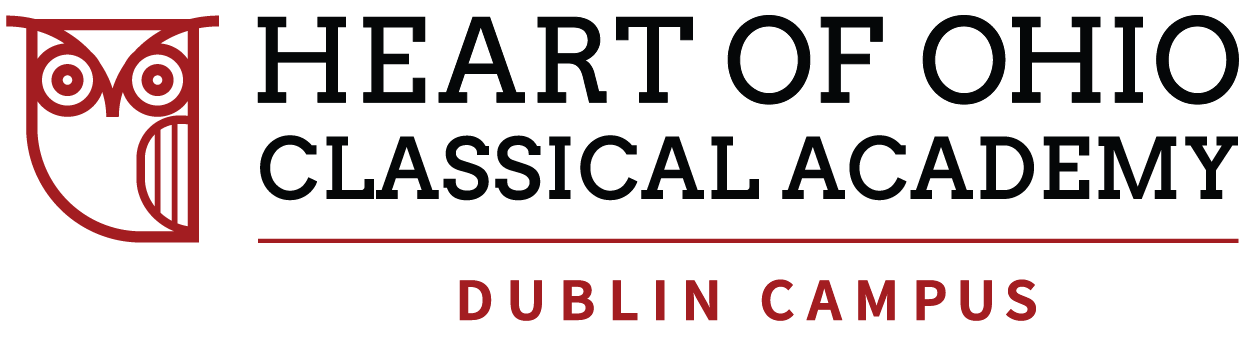 HEART OF OHIO
CLASSICAL ACADEMY
DUBLIN CAMPUS